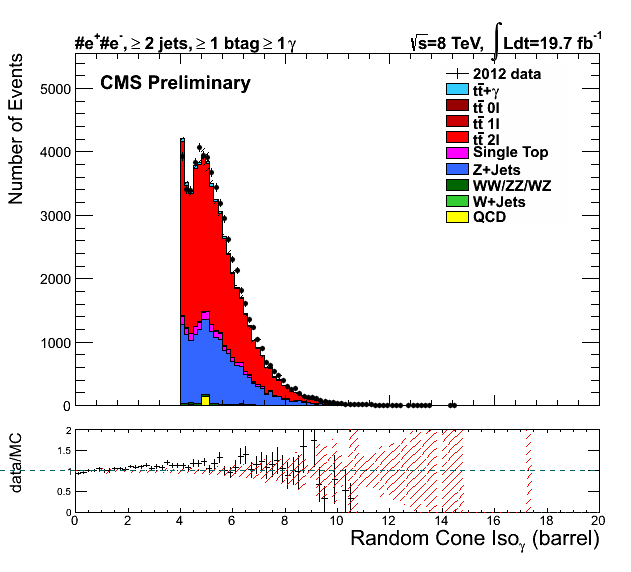 #e⁺#e⁻, ≥ 2 jets, ≥ 1 btag ≥ 1 γ
√s=8 TeV, ∫ Ldt=19.7 fb⁻¹
CMS Preliminary
2012 data
tt̄+γ
tt̄ 0l
tt̄ 1l
tt̄ 2l
Single Top
Z+Jets
WW/ZZ/WZ
W+Jets
QCD
Number of Events
5000
4000
3000
2000
1000
0
data/MC
2
1.5
1
0.5
0
0 2 4 6 8 10 12 14 16 18 20
Random Cone Isoᵧ (barrel)